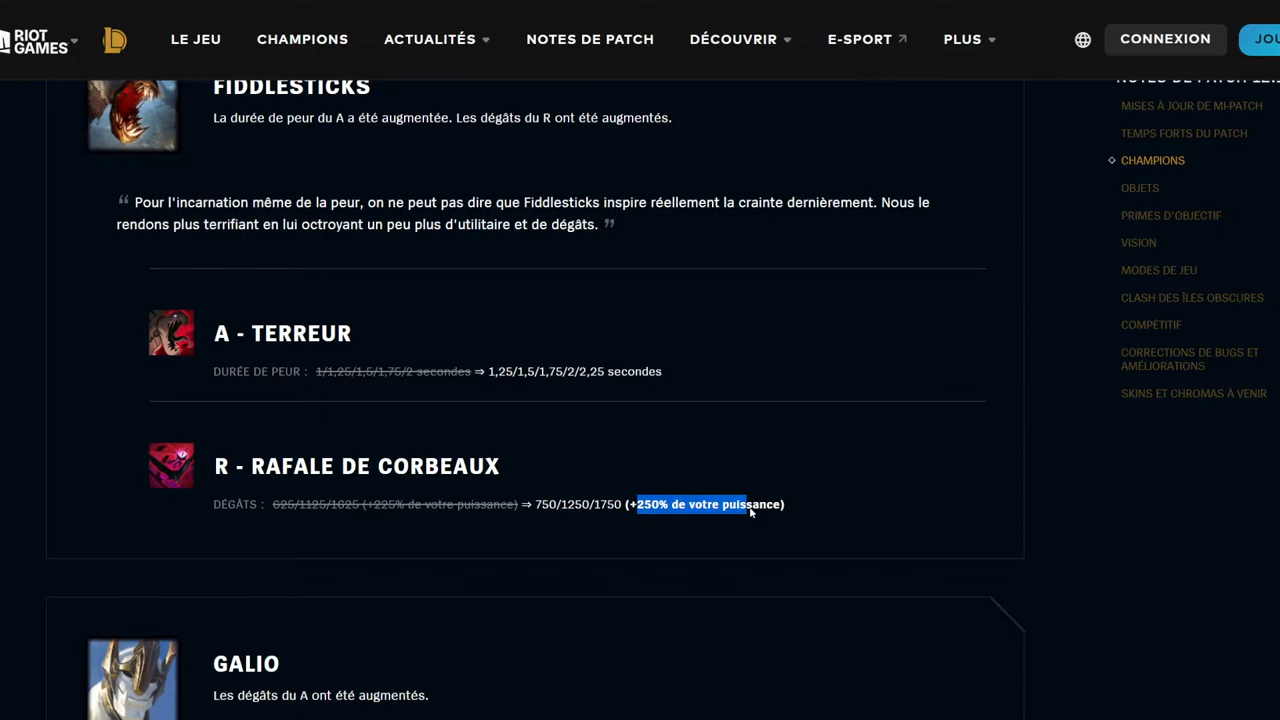 RIOT
GAMES
LE JEU
CHAMPIONS
ACTUALITÉS
NOTES DE PATCH
DÉCOUVRIR
E-SPORT
PLUS
CONNEXION
FIDDLESTICKS
La durée de peur du A a été augmentée. Les dégâts du R ont été augmentés.
“ Pour l'incarnation même de la peur, on ne peut pas dire que Fiddlesticks inspire réellement la crainte dernièrement. Nous le
rendons plus terrifiant en lui octroyant un peu plus d'utilitaire et de dégâts. ”
A - TERREUR
DURÉE DE PEUR : 1/1,25/1,5/1,75/2 secondes ⇒ 1,25/1,5/1,75/2/2,25 secondes
R - RAFALE DE CORBEAUX
DÉGÂTS : 625/1125/1625 (+225% de votre puissance) ⇒ 750/1250/1750 (+250% de votre puissance)
GALIO
Les dégâts du A ont été augmentés.
NOTES DE PATCH
MISES À JOUR DE MI-PATCH
TEMPS FORTS DU PATCH
CHAMPIONS
OBJETS
PRIMES D'OBJECTIF
VISION
MODES DE JEU
CLASH DES ÎLES OBSCURES
COMPÉTITIF
CORRECTIONS DE BUGS ET
AMÉLIORATIONS
SKINS ET CHROMAS À VENIR